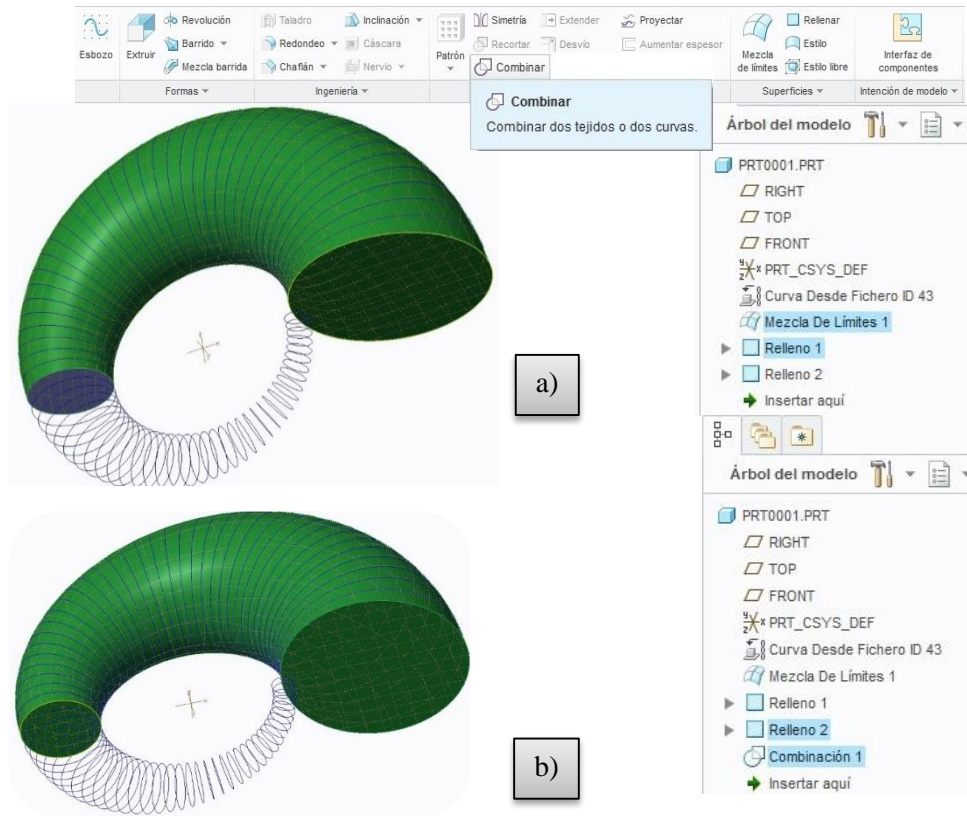 Esbozo
Extruir
Revolución
Barrido
Mezcla barrida
Formas
Taladro
Redondeo
Chaflán
Inclinación
Cáscara
Nervio
Ingeniería
Patrón
Simetría
Recortar
Combinar
Extender
Desvío
Proyectar
Aumentar espesor
Mezcla
de límites
Rellenar
Estilo
Estilo libre
Superficies
Interfaz de
componentes
Intención de modelo
Combinar
Combinar dos tejidos o dos curvas.
Árbol del modelo
PRT0001.PRT
RIGHT
TOP
FRONT
PRT_CSYS_DEF
Curva Desde Fichero ID 43
Mezcla De Límites 1
Relleno 1
Relleno 2
Insertar aquí
a)
Árbol del modelo
PRT0001.PRT
RIGHT
TOP
FRONT
PRT_CSYS_DEF
Curva Desde Fichero ID 43
Mezcla De Límites 1
Relleno 1
Relleno 2
Combinación 1
Insertar aquí
b)